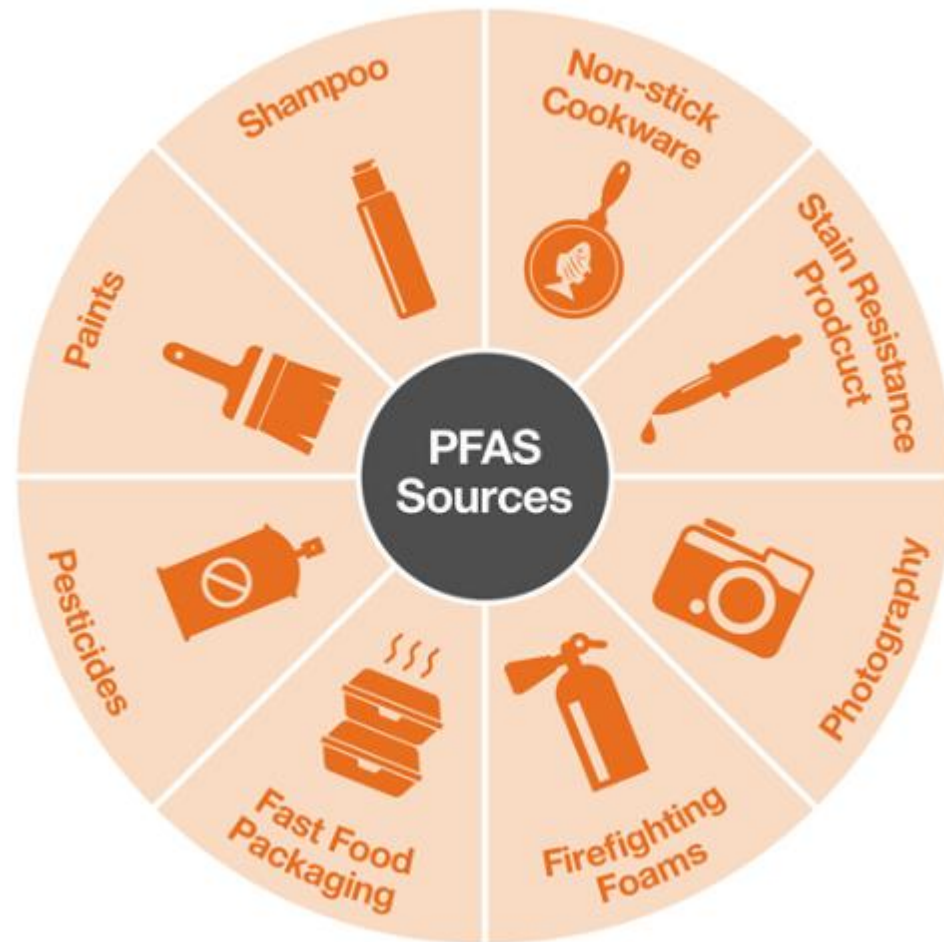 Shampoo
Non-stick
Cookware
Stain Resistance
Prodcuct
Photography
Firefighting
Foams
Fast Food
Packaging
Pesticides
Paints
PFAS
Sources